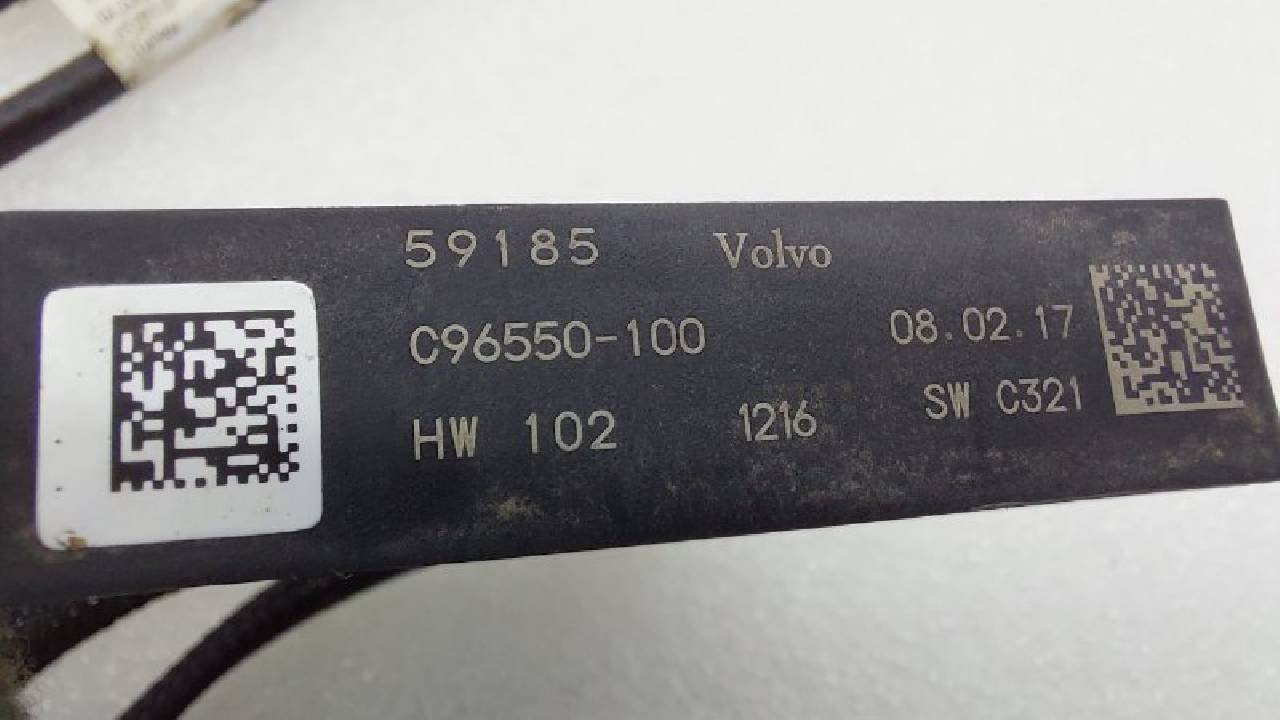 59185 Volvo
C96550-100 08.02.17
HW 102 1216 SW C321